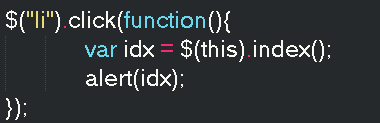 $("li").click(function(){
var idx = $(this).index();
alert(idx);
});